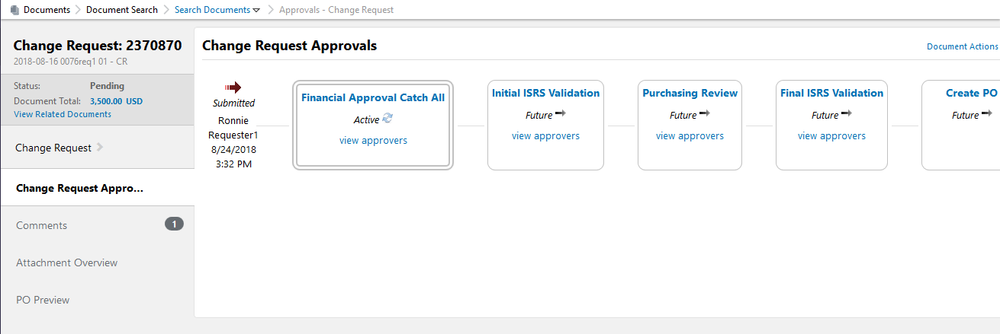 Documents > Document Search > Search Documents > Approvals - Change Request
Change Request: 2370870
2018-08-16 0076req1 01 - CR
Status: Pending
Document Total: 3,500.00 USD
View Related Documents
Change Request
Change Request Appro...
Comments 1
Attachment Overview
PO Preview
Change Request Approvals
Document Actions
Submitted
Ronnie
Requester1
8/24/2018
3:32 PM
Financial Approval Catch All
Active
view approvers
Initial ISRS Validation
Future
view approvers
Purchasing Review
Future
view approvers
Final ISRS Validation
Future
view approvers
Create PO
Future